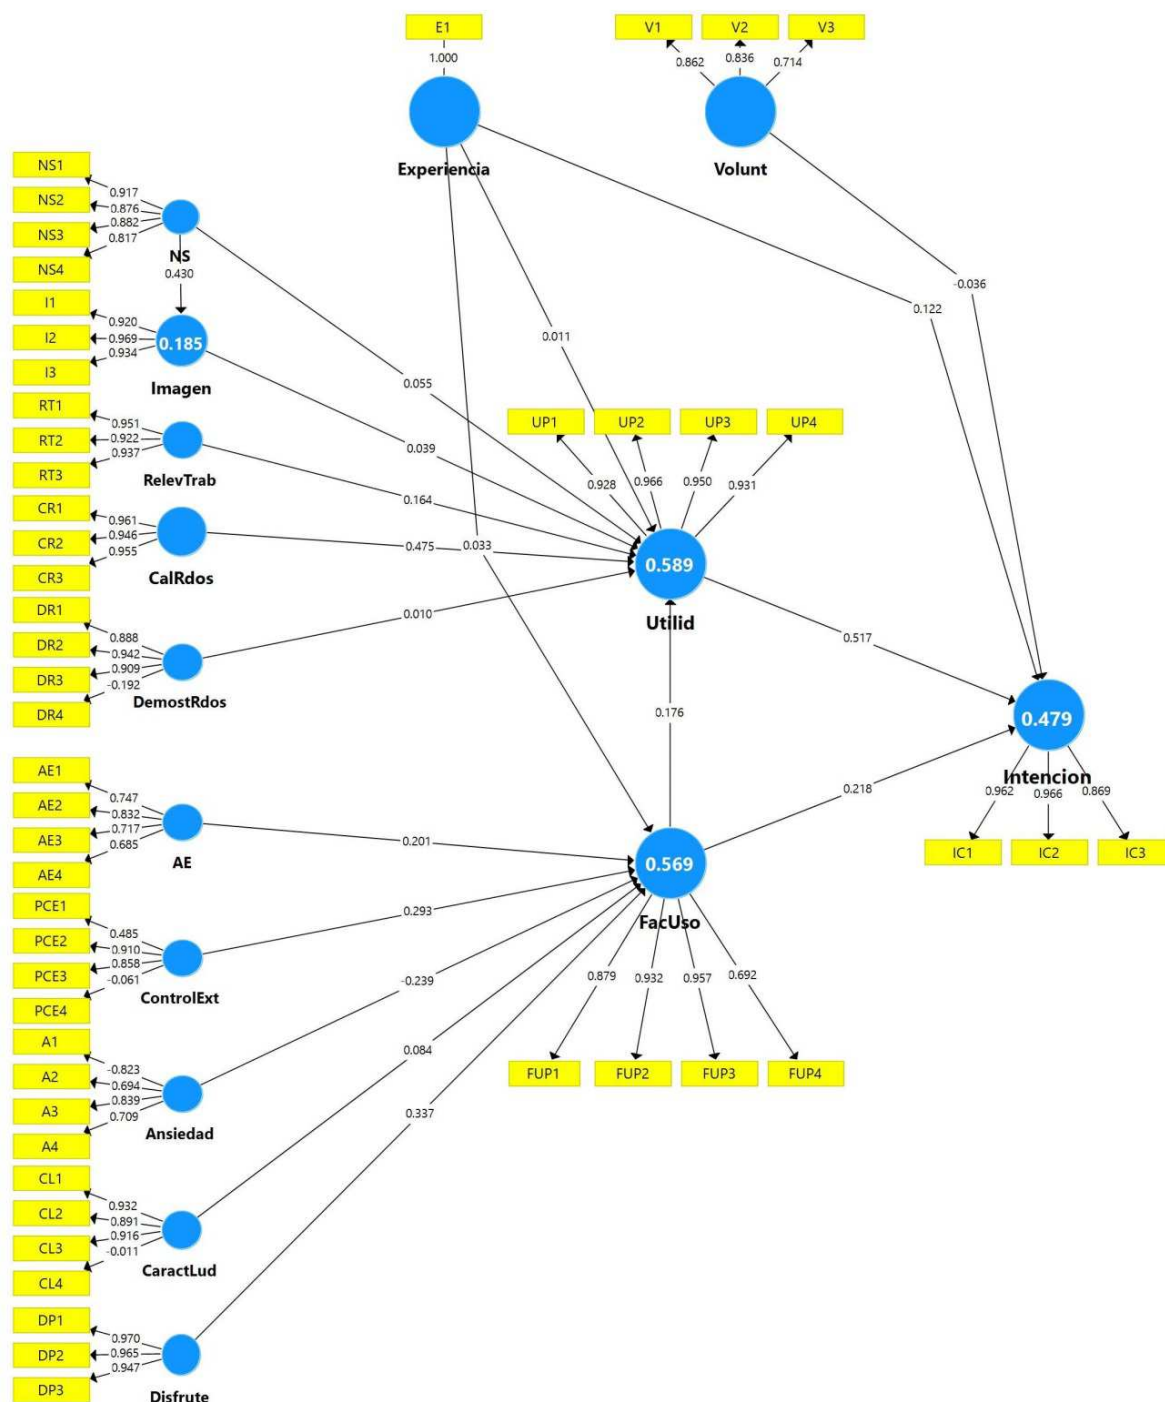 E1
V1 V2 V3
1.000
0.862 0.836 0.714
Experiencia
Volunt
NS1
NS2
NS3
NS4
0.917
0.876
0.882
0.817
NS
0.430
I1
I2
I3
0.920
0.969
0.934
0.185
Imagen
RT1
RT2
RT3
0.951
0.922
0.937
RelevTrab
CR1
CR2
CR3
0.961
0.946
0.955
CalRdos
DR1
DR2
DR3
DR4
0.888
0.942
0.909
-0.192
DemostRdos
AE1
AE2
AE3
AE4
0.747
0.832
0.717
0.685
AE
PCE1
PCE2
PCE3
PCE4
0.485
0.910
0.858
-0.061
ControlExt
A1
A2
A3
A4
-0.823
0.694
0.839
0.709
Ansiedad
CL1
CL2
CL3
CL4
0.932
0.891
0.916
-0.011
CaractLud
DP1
DP2
DP3
0.970
0.965
0.947
Disfrute
-0.036
0.122
0.011
0.055
0.039
0.164
0.475
0.033
0.010
UP1 UP2 UP3 UP4
0.928 0.966 0.950 0.931
0.589
Utilid
0.517
0.176
0.218
0.201
0.293
-0.239
0.084
0.337
0.569
FacUso
0.879 0.932 0.957 0.692
FUP1 FUP2 FUP3 FUP4
0.479
Intencion
0.962 0.966 0.869
IC1 IC2 IC3